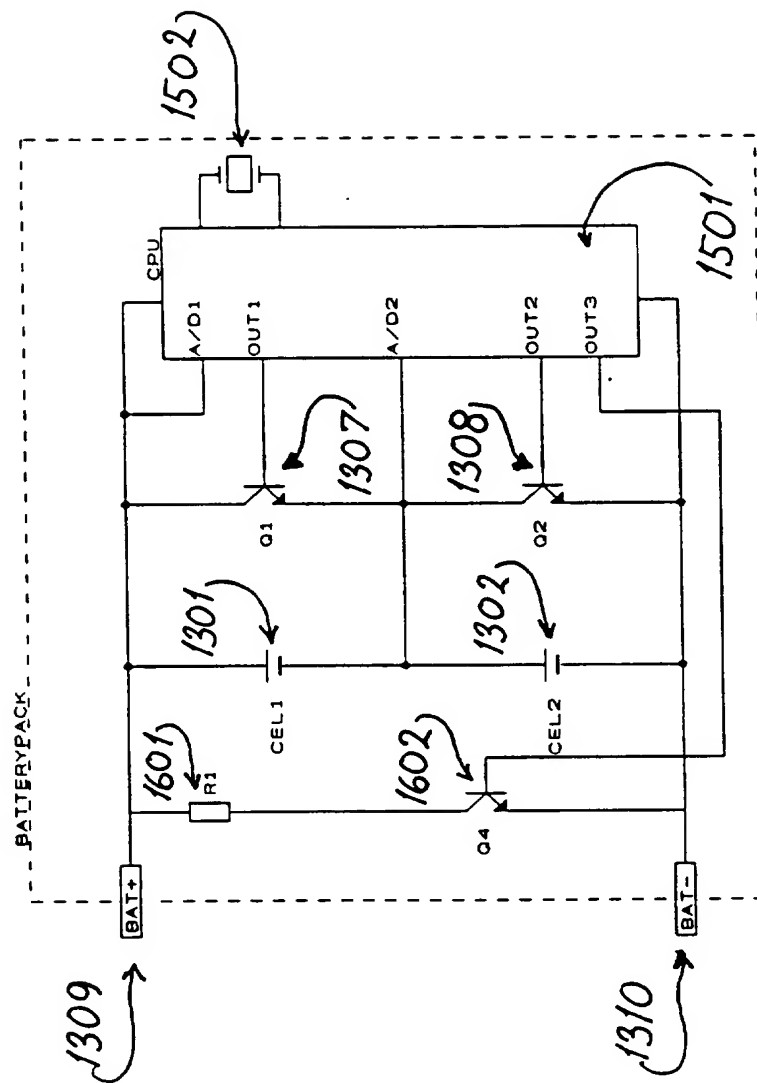 1502
CPU
A/D1
OUT1
A/D2
OUT2
OUT3
1501
1307
1308
Q1
Q2
1301
1302
CEL1
CEL2
BATTERYPACK
1601
R1
1602
Q4
BAT+
BAT-
1309
1310